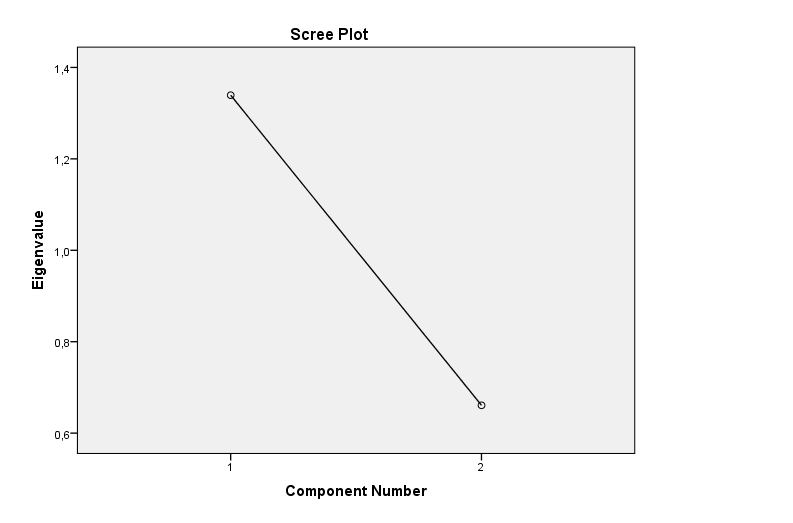 Scree Plot
1,4
1,2
1,0
0,8
0,6
Eigenvalue
1 2
Component Number